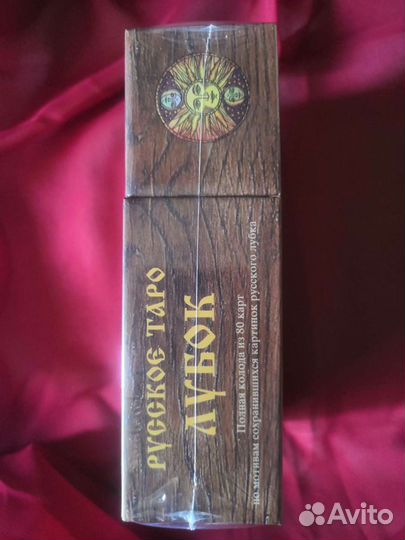 РУССКОЕ ТАРО
ЛУБОК
Полная колода из 80 карт
по мотивам сохранившихся картинок русского лубка
Avito